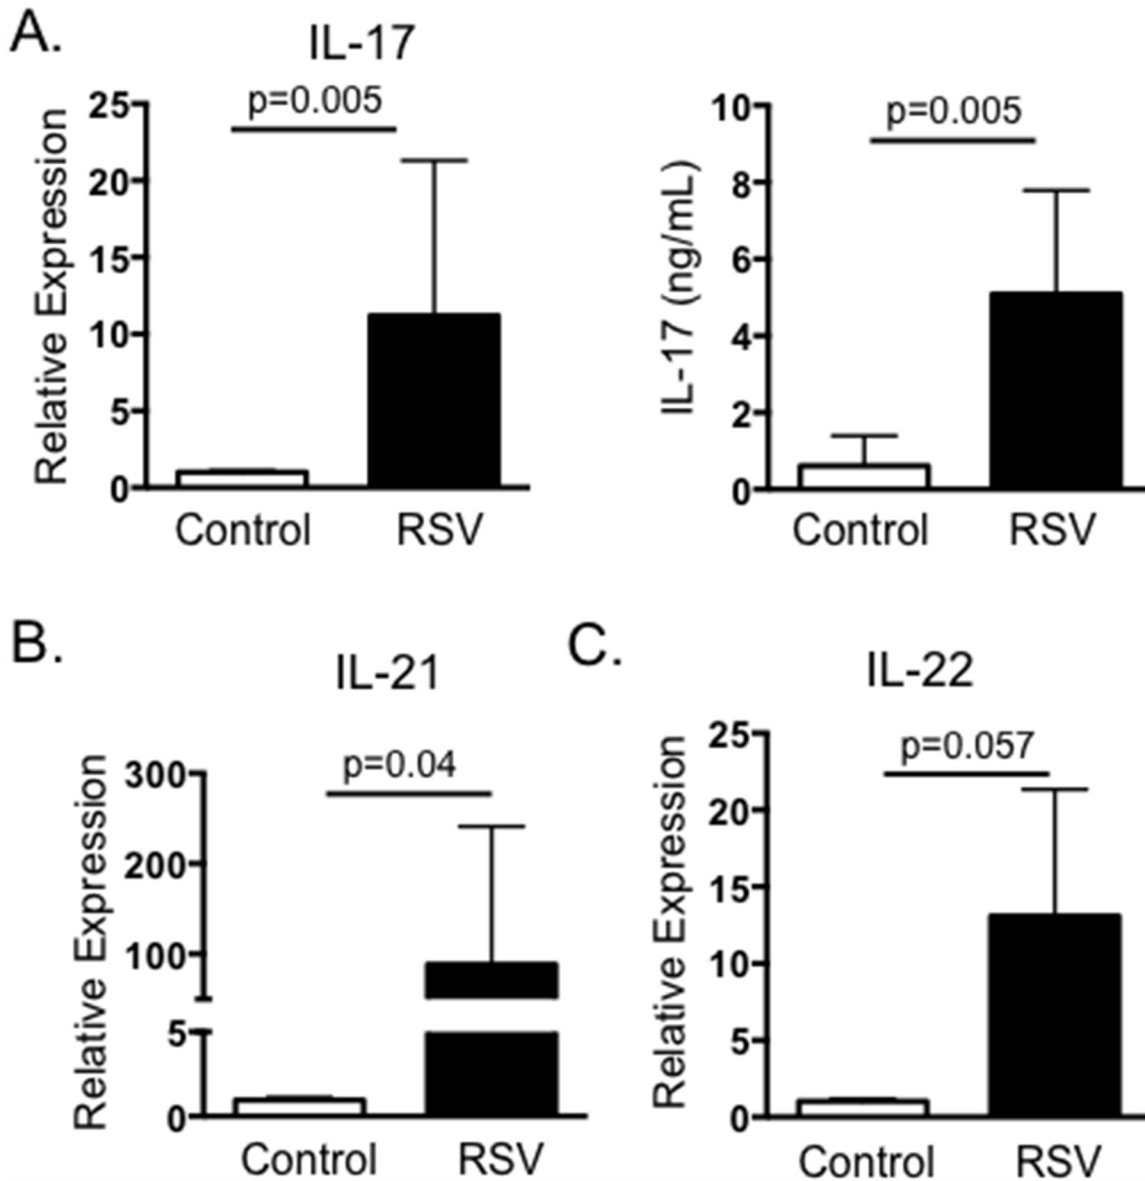 A.
IL-17
p=0.005
Relative Expression
25
20
15
10
5
0
Control RSV
p=0.005
IL-17 (ng/mL)
10
8
6
4
2
0
Control RSV
B.
IL-21
p=0.04
Relative Expression
300
200
100
5
0
Control RSV
C.
IL-22
p=0.057
Relative Expression
25
20
15
10
5
0
Control RSV